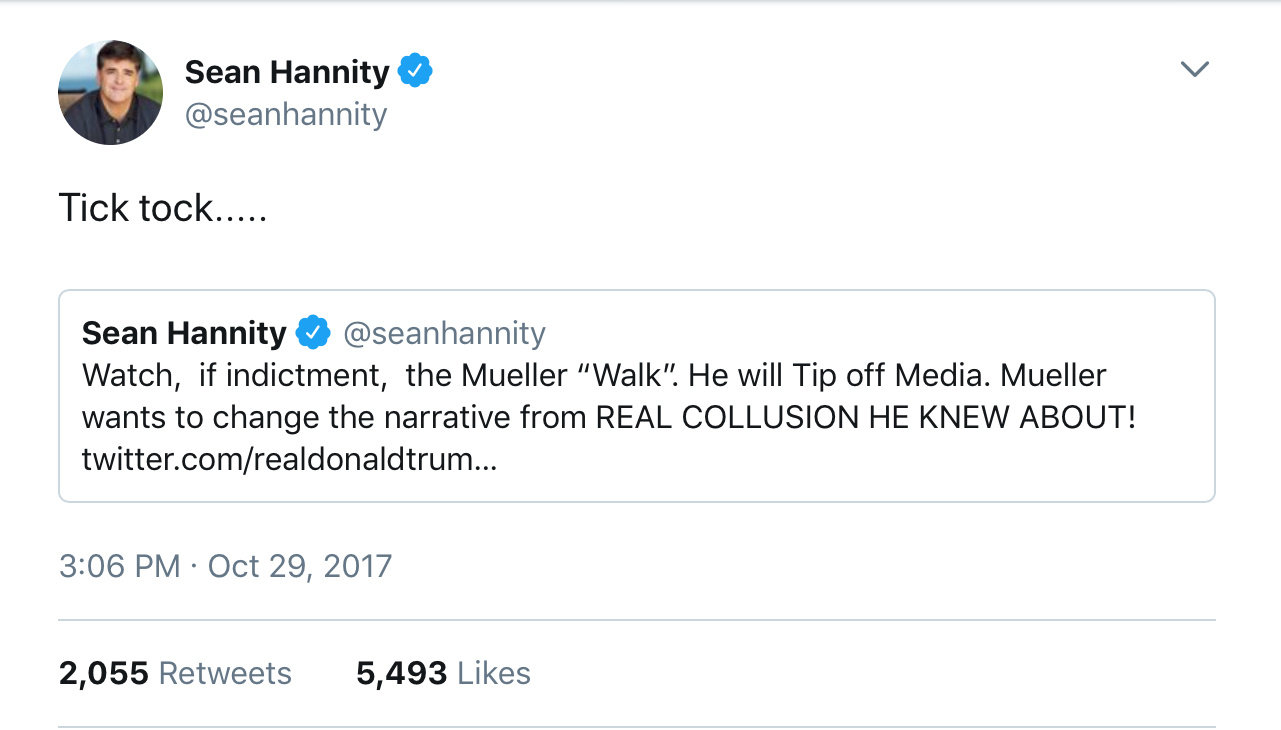 Sean Hannity
@seanhannity
Tick tock.....
Sean Hannity @seanhannity
Watch,  if indictment,  the Mueller “Walk”. He will Tip off Media. Mueller
wants to change the narrative from REAL COLLUSION HE KNEW ABOUT!
twitter.com/realdonaldtrum...
3:06 PM · Oct 29, 2017
2,055 Retweets 5,493 Likes